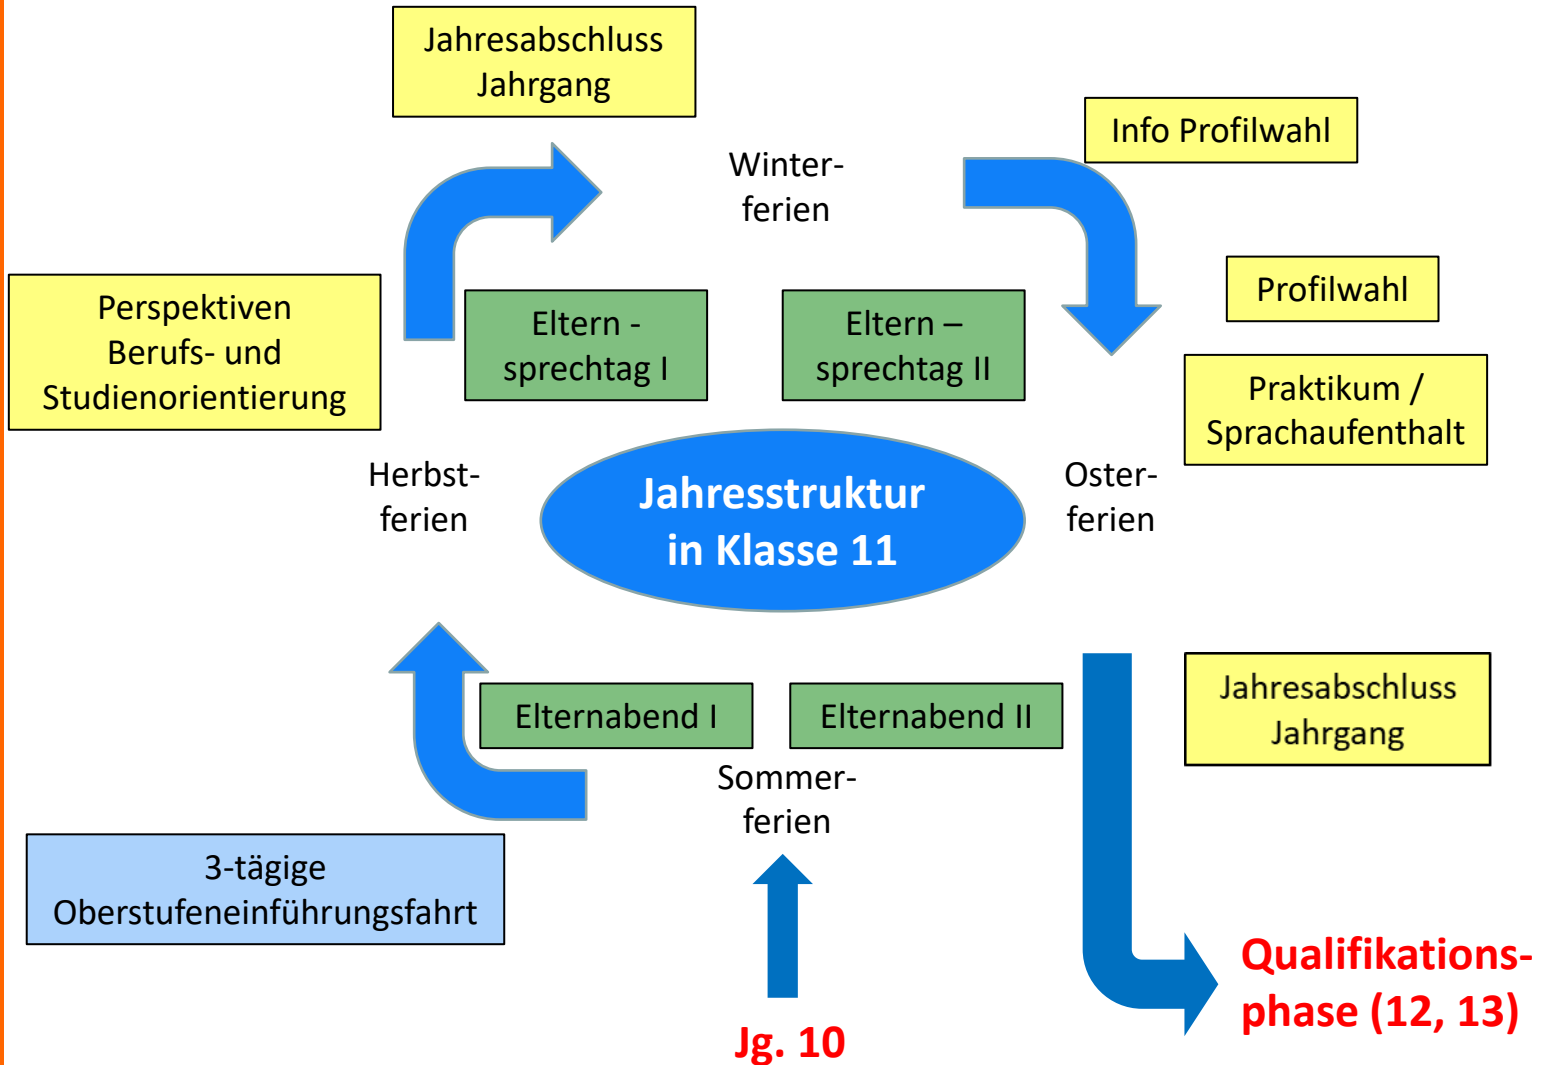 Jahresabschluss
Jahrgang
Info Profilwahl
Winter-
ferien
Profilwahl
Perspektiven
Berufs- und
Studienorientierung
Eltern -
sprechtag I
Eltern –
sprechtag II
Praktikum /
Sprachaufenthalt
Herbst-
ferien
Jahresstruktur
in Klasse 11
Oster-
ferien
Elternabend I
Elternabend II
Jahresabschluss
Jahrgang
Sommer-
ferien
3-tägige
Oberstufeneinführungsfahrt
Qualifikations-
phase (12, 13)
Jg. 10